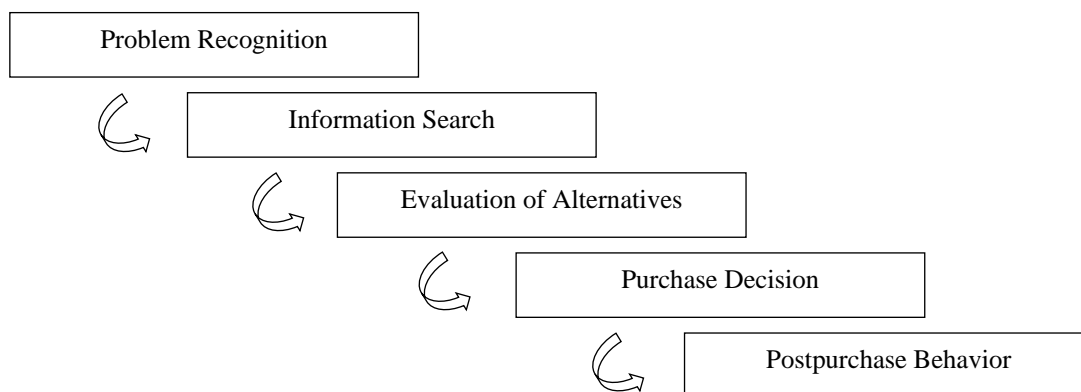 Problem Recognition
Information Search
Evaluation of Alternatives
Purchase Decision
Postpurchase Behavior